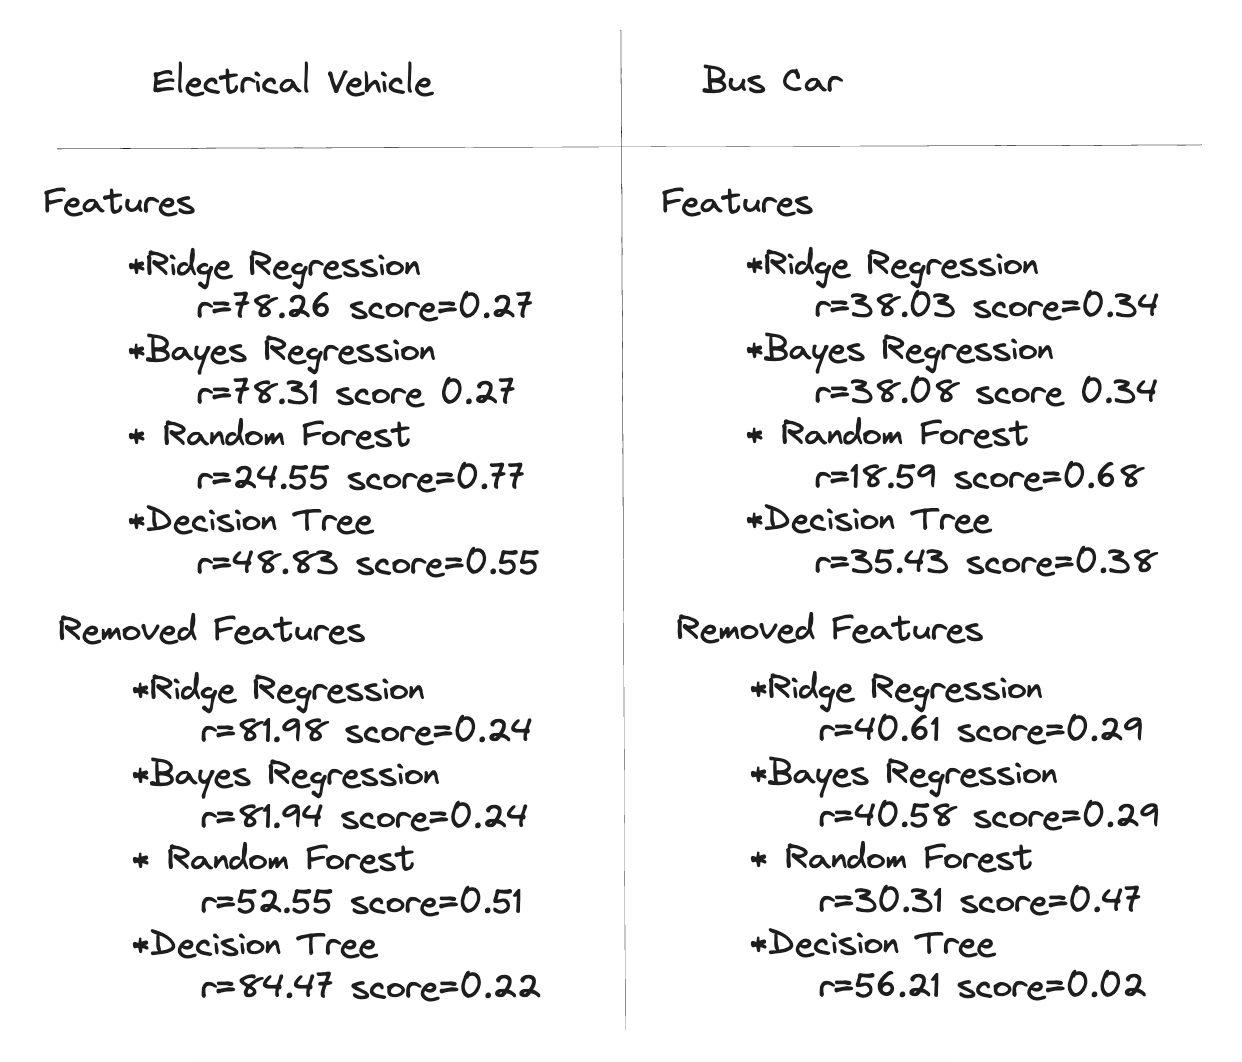 Electrical Vehicle
Features
*Ridge Regression
r=78.26 score=0.27
*Bayes Regression
r=78.31 score 0.27
* Random Forest
r=24.55 score=0.77
*Decision Tree
r=48.83 score=0.55
Removed Features
*Ridge Regression
r=81.98 score=0.24
*Bayes Regression
r=81.94 score=0.24
* Random Forest
r=52.55 score=0.51
*Decision Tree
r=84.47 score=0.22
Bus Car
Features
*Ridge Regression
r=38.03 score=0.34
*Bayes Regression
r=38.08 score 0.34
* Random Forest
r=18.59 score=0.68
*Decision Tree
r=35.43 score=0.38
Removed Features
*Ridge Regression
r=40.61 score=0.29
*Bayes Regression
r=40.58 score=0.29
* Random Forest
r=30.31 score=0.47
*Decision Tree
r=56.21 score=0.02